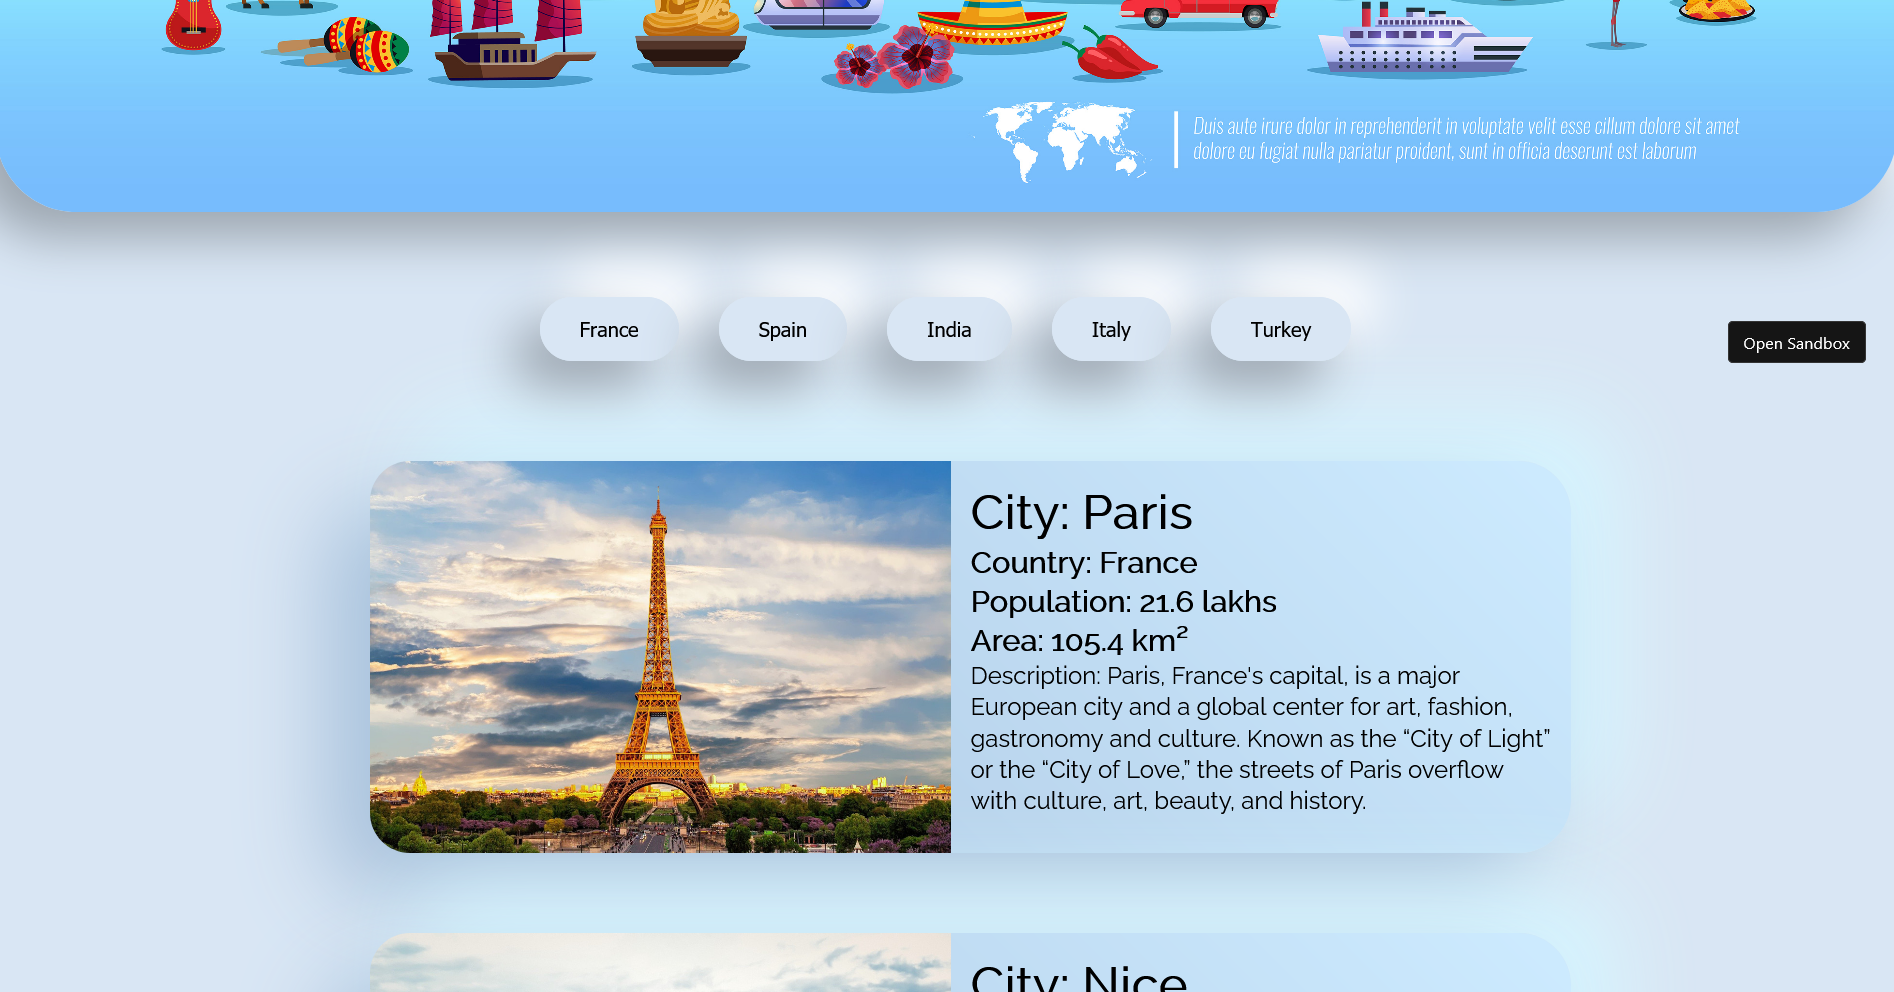 Duis aute irure dolor in reprehenderit in voluptate velit esse cillum dolore sit amet
dolore eu fugiat nulla pariatur proident, sunt in officia deserunt est laborum
France
Spain
India
Italy
Turkey
Open Sandbox
City: Paris
Country: France
Population: 21.6 lakhs
Area: 105.4 km²
Description: Paris, France's capital, is a major
European city and a global center for art, fashion,
gastronomy and culture. Known as the “City of Light”
or the “City of Love,” the streets of Paris overflow
with culture, art, beauty, and history.
City: Nice